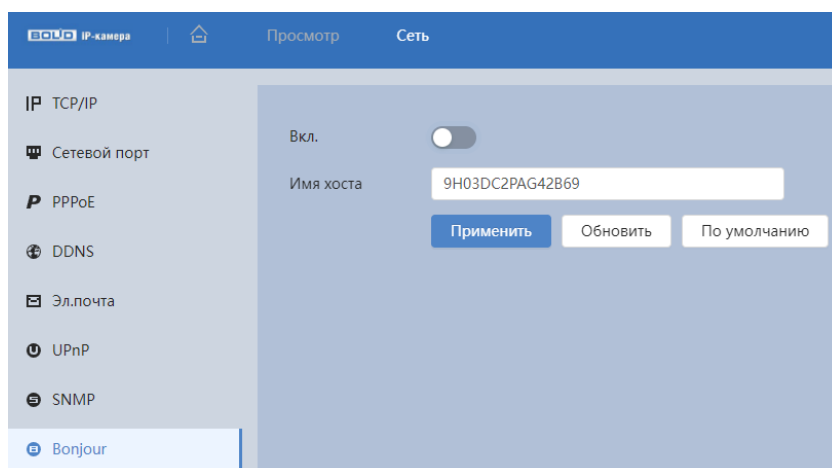 BOLID IP-камера Просмотр Сеть
TCP/IP
Сетевой порт
PPPoE
DDNS
Эл.почта
UPnP
SNMP
Bonjour
Вкл.
Имя хоста 9H03DC2PAG42B69
Применить Обновить По умолчанию